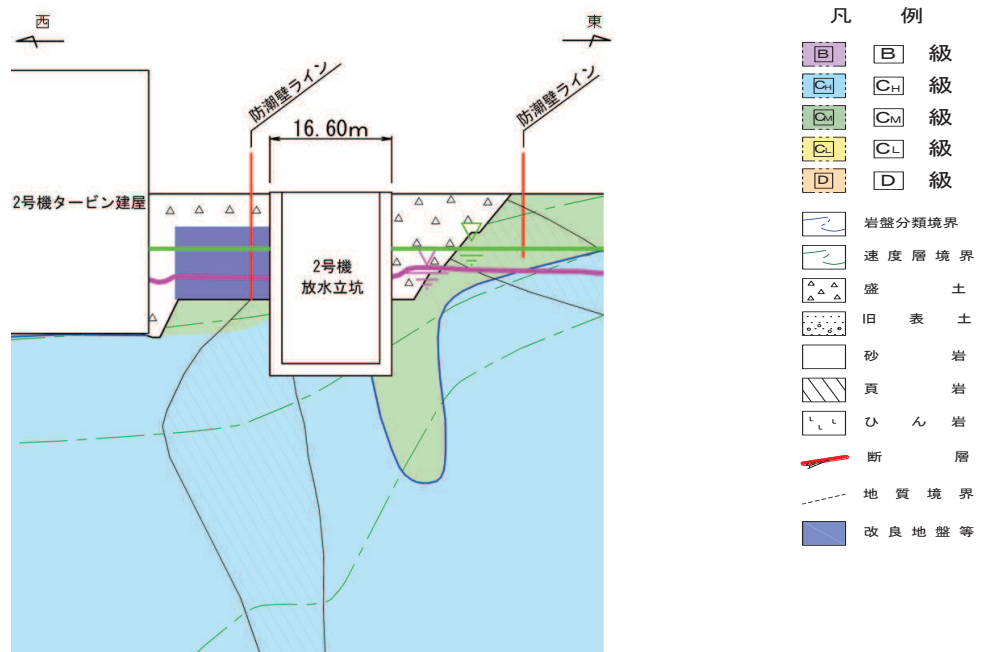 西
東
防潮壁ライン
防潮壁ライン
16.60m
2号機タービン建屋
2号機
放水立坑
凡 例
B B 級
CH CH 級
CM CM 級
CL CL 級
D D 級
岩盤分類境界
速度層境界
盛土
旧表土
砂岩
頁岩
ひん岩
断層
地質境界
改良地盤等